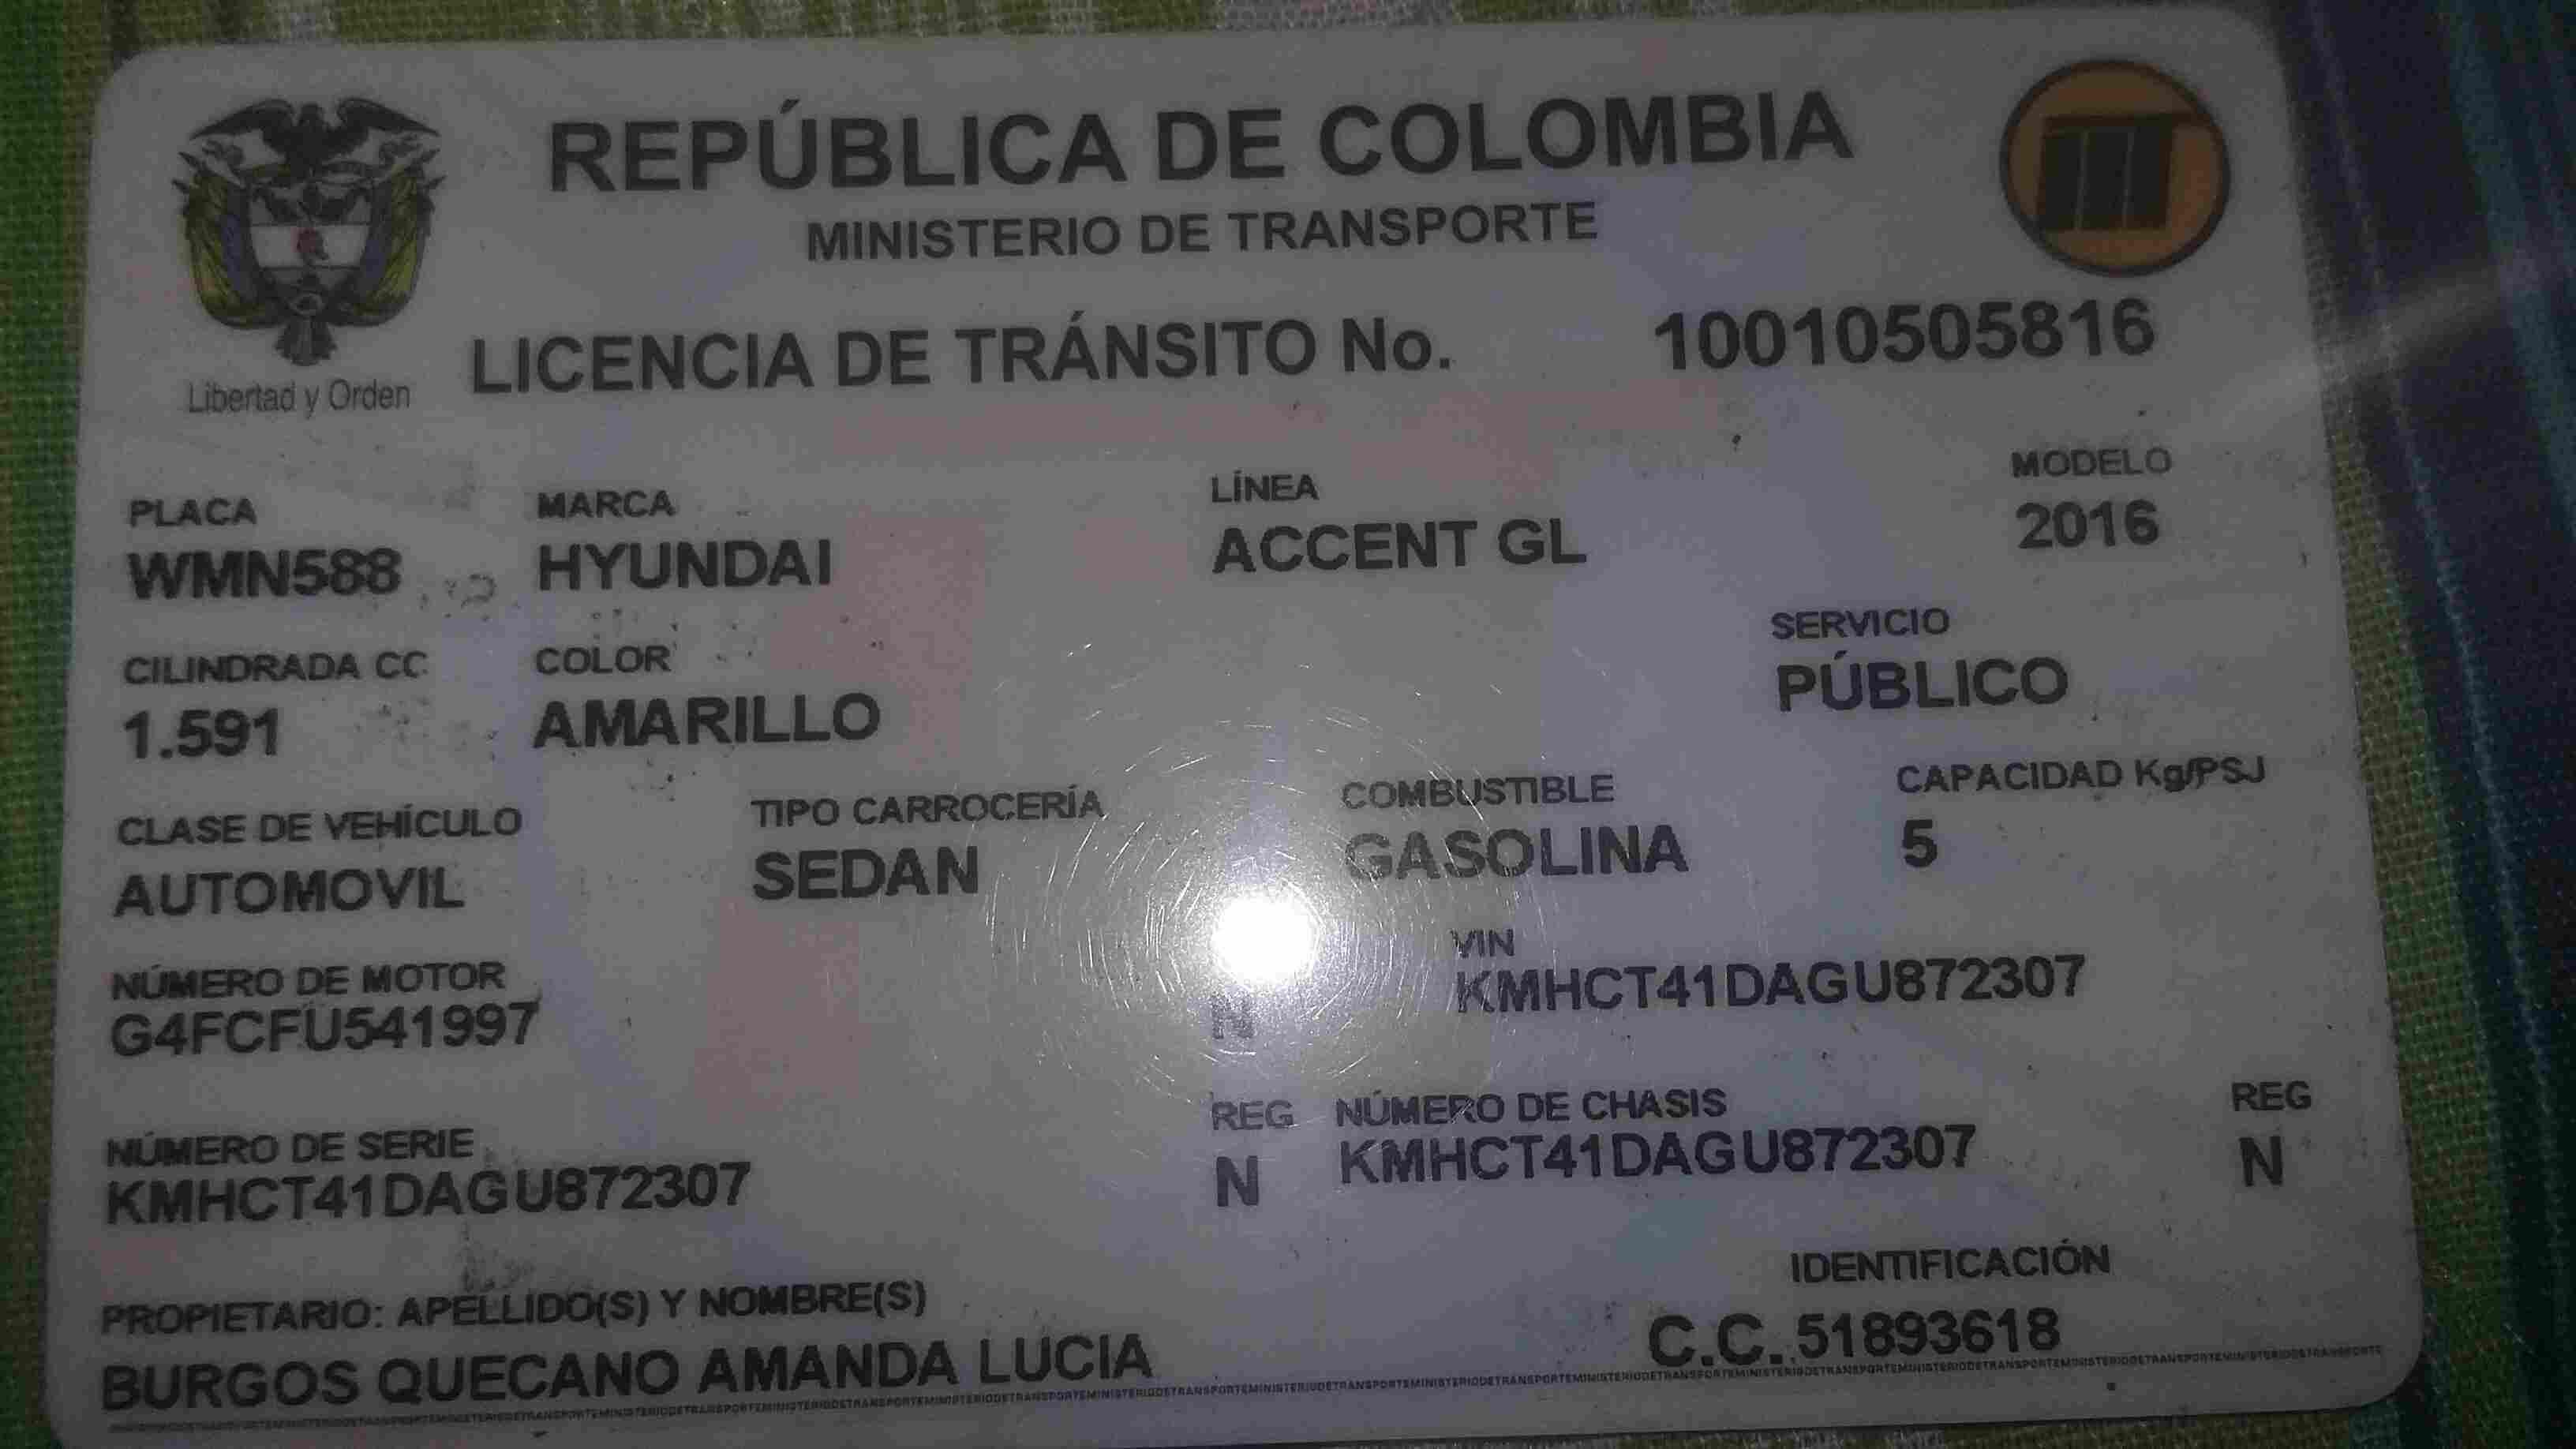 REPÚBLICA DE COLOMBIA
MINISTERIO DE TRANSPORTE
Libertad y Orden
LICENCIA DE TRÁNSITO No. 10010505816
PLACA MARCA LÍNEA MODELO
WMN588 HYUNDAI ACCENT GL 2016
CILINDRADA CC COLOR SERVICIO
1.591 AMARILLO PÚBLICO
CLASE DE VEHÍCULO TIPO CARROCERÍA COMBUSTIBLE CAPACIDAD Kg/PSJ
AUTOMOVIL SEDAN GASOLINA 5
NÚMERO DE MOTOR VIN
G4FCFU541997 N KMHCT41DAGU872307
NÚMERO DE SERIE REG NÚMERO DE CHASIS REG
KMHCT41DAGU872307 N KMHCT41DAGU872307 N
PROPIETARIO: APELLIDO(S) Y NOMBRE(S) IDENTIFICACIÓN
BURGOS QUECANO AMANDA LUCIA C.C. 51893618